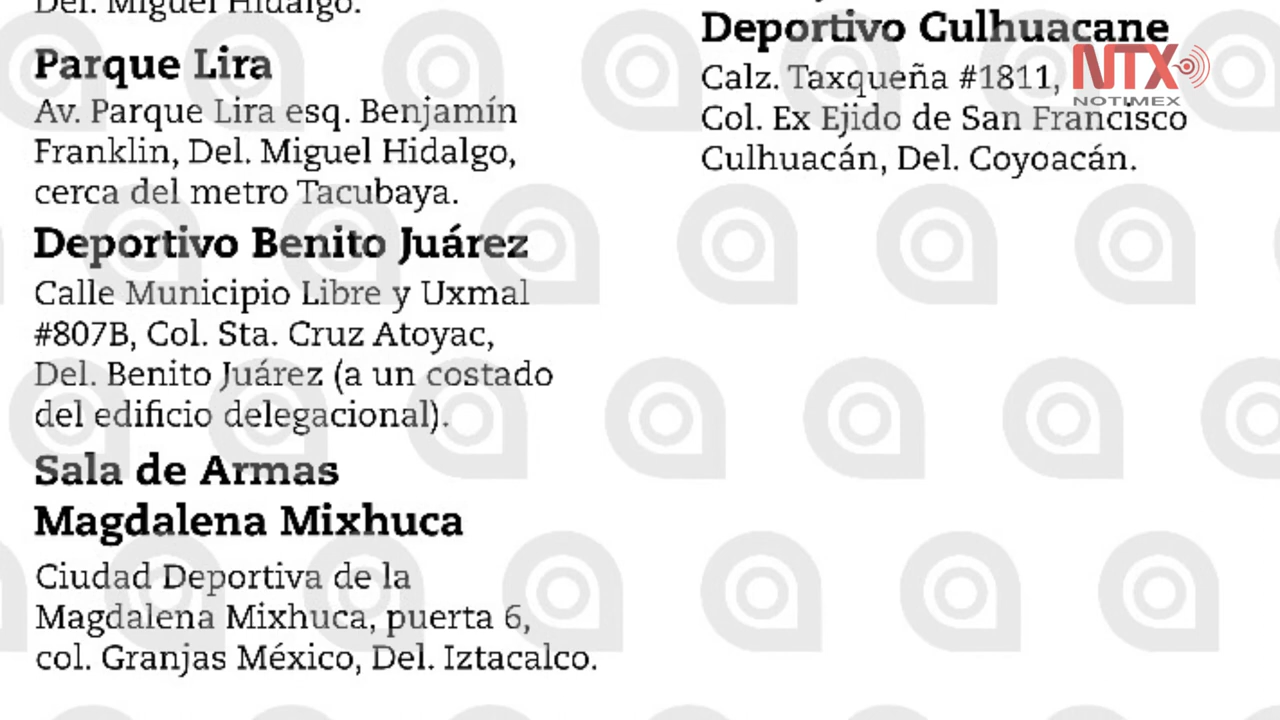 Del. Miguel Hidalgo.
Parque Lira
Av. Parque Lira esq. Benjamín
Franklin, Del. Miguel Hidalgo,
cerca del metro Tacubaya.
Deportivo Benito Juárez
Calle Municipio Libre y Uxmal
#807B, Col. Sta. Cruz Atoyac,
Del. Benito Juárez (a un costado
del edificio delegacional).
Sala de Armas
Magdalena Mixhuca
Ciudad Deportiva de la
Magdalena Mixhuca, puerta 6,
col. Granjas México, Del. Iztacalco.
Deportivo Culhuacane
Calz. Taxqueña #1811,
Col. Ex Ejido de San Francisco
Culhuacán, Del. Coyoacán.
NTX
NOTIMEX